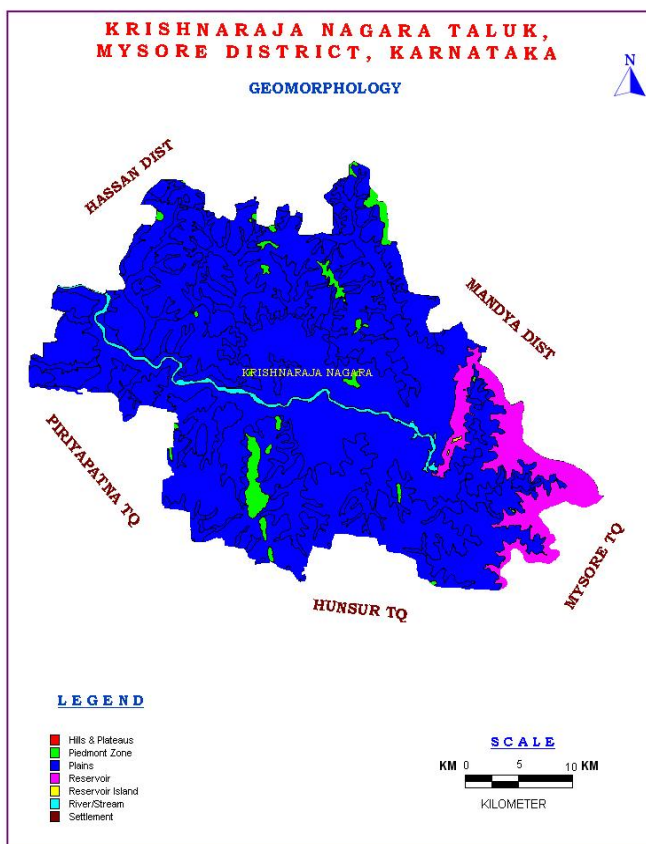 KRISHNARAJA NAGARA TALUK,
MYSORE DISTRICT, KARNATAKA
GEOMORPHOLOGY
N
HASSAN DIST
MANDYA DIST
KRISHNARAJA NAGARA
PIRIYAPATNA TQ
MYSORE TQ
HUNSUR TQ
LEGEND
Hills & Plateaus
Piedmont Zone
Plains
Reservoir
Reservoir Island
River/Stream
Settlement
SCALE
KM 0 5 10 KM
KILOMETER